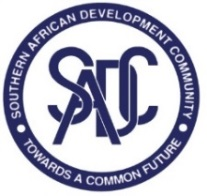 SOUTHERN AFRICAN DEVELOPMENT COMMUNITY
SADC
TOWARDS A COMMON FUTURE